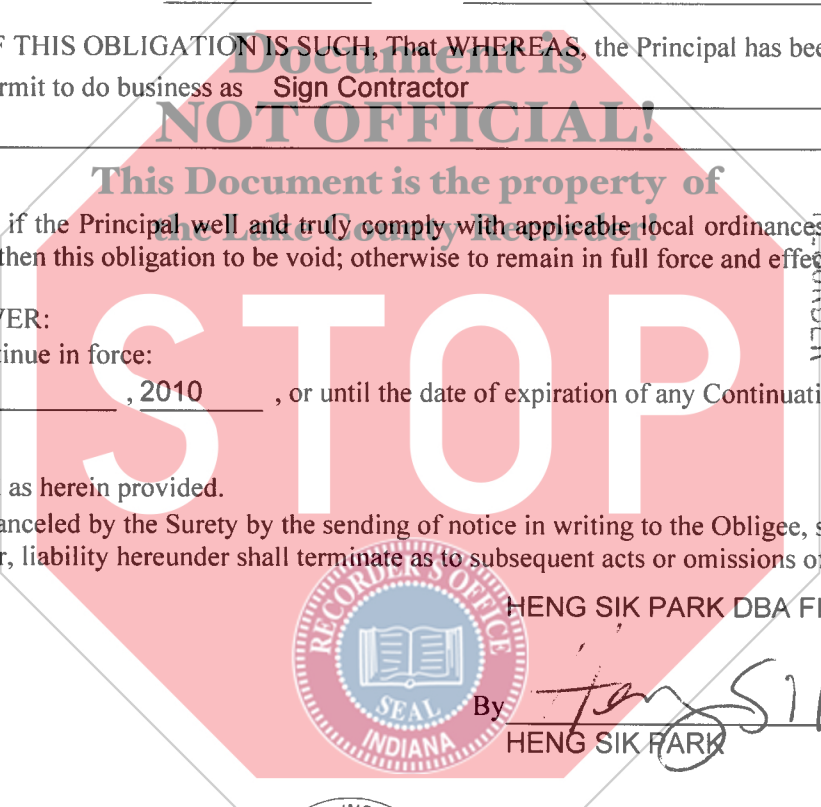 F THIS OBLIGATION IS SUCH, That WHEREAS, the Principal has bee
Document is
rmit to do business as Sign Contractor
NOT OFFICIAL!
This Document is the property of
if the Principal well and truly comply with applicable local ordinances
the Lake County Recorder!
then this obligation to be void; otherwise to remain in full force and effec
VER:
tinue in force:
STOP
, 2010 , or until the date of expiration of any Continuati
as herein provided.
anceled by the Surety by the sending of notice in writing to the Obligee, s
r, liability hereunder shall terminate as to subsequent acts or omissions o
RECORDER'S OFFICE
HENG SIK PARK DBA F
SEAL
By
INDIANA
HENG SIK PARK